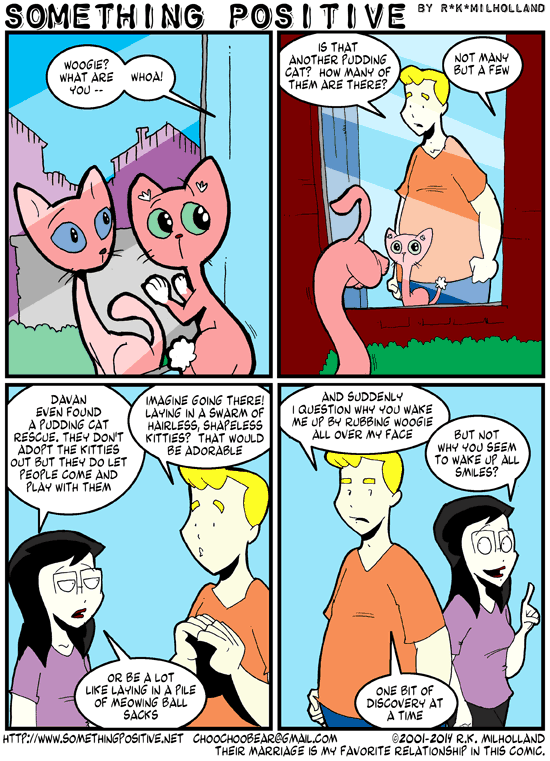 SOMETHING POSITIVE BY R*K*MILHOLLAND
WOOGIE?
WHAT ARE
YOU --
WHOA!
IS THAT
ANOTHER PUDDING
CAT? HOW MANY OF
THEM ARE THERE?
NOT MANY
BUT A FEW
DAVAN
EVEN FOUND
A PUDDING CAT
RESCUE. THEY DON'T
ADOPT THE KITTIES
OUT BUT THEY DO LET
PEOPLE COME AND
PLAY WITH THEM
IMAGINE GOING THERE!
LAYING IN A SWARM OF
HAIRLESS, SHAPELESS
KITTIES? THAT WOULD
BE ADORABLE
OR BE A LOT
LIKE LAYING IN A PILE
OF MEOWING BALL
SACKS
AND SUDDENLY
I QUESTION WHY YOU WAKE
ME UP BY RUBBING WOOGIE
ALL OVER MY FACE
BUT NOT
WHY YOU SEEM
TO WAKE UP ALL
SMILES?
ONE BIT OF
DISCOVERY AT
A TIME
HTTP://WWW.SOMETHINGPOSITIVE.NET CHOOCHOOBEAR@GMAIL.COM ©2001-2014 R.K. MILHOLLAND
THEIR MARRIAGE IS MY FAVORITE RELATIONSHIP IN THIS COMIC.